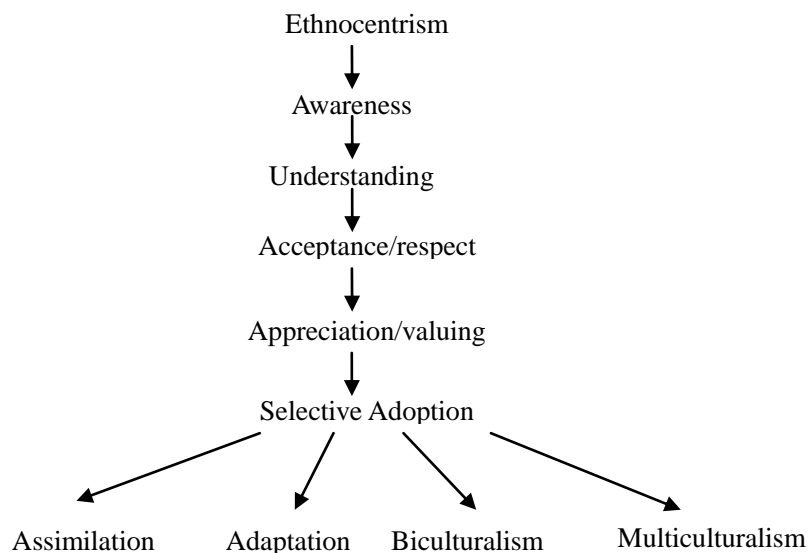 Ethnocentrism
Awareness
Understanding
Acceptance/respect
Appreciation/valuing
Selective Adoption
Assimilation Adaptation Biculturalism Multiculturalism